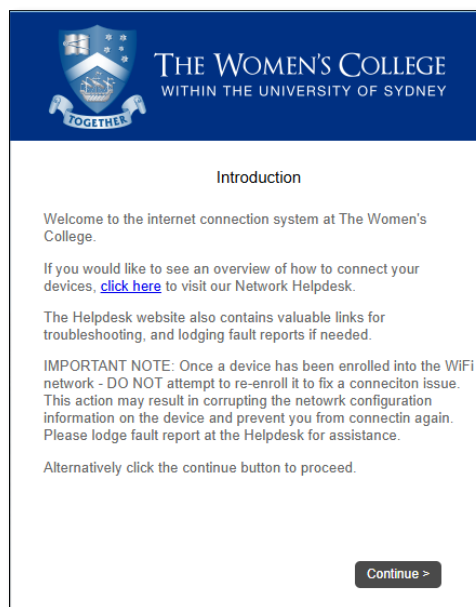 THE WOMEN'S COLLEGE
WITHIN THE UNIVERSITY OF SYDNEY
TOGETHER
Introduction
Welcome to the internet connection system at The Women's
College.
If you would like to see an overview of how to connect your
devices, click here to visit our Network Helpdesk.
The Helpdesk website also contains valuable links for
troubleshooting, and lodging fault reports if needed.
IMPORTANT NOTE: Once a device has been enrolled into the WiFi
network - DO NOT attempt to re-enroll it to fix a conneciton issue.
This action may result in corrupting the netowrk configuration
information on the device and prevent you from connectin again.
Please lodge fault report at the Helpdesk for assistance.
Alternatively click the continue button to proceed.
Continue >